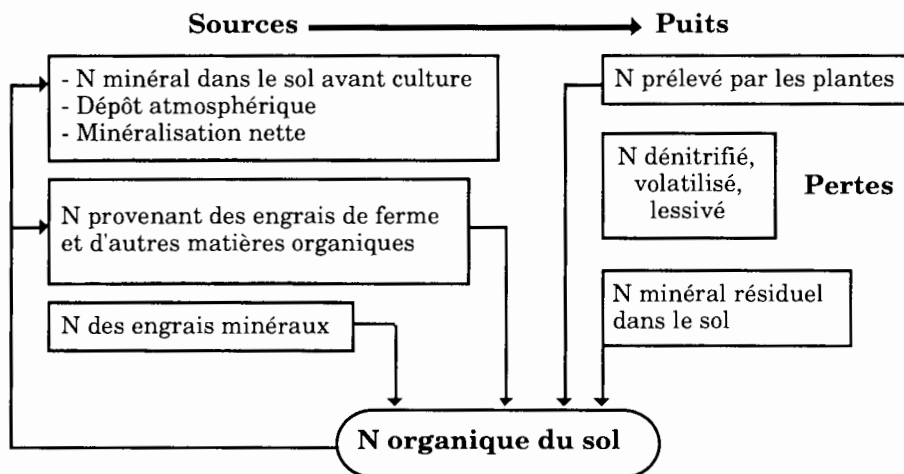 Sources
Puits
- N minéral dans le sol avant culture
- Dépôt atmosphérique
- Minéralisation nette
N provenant des engrais de ferme
et d'autres matières organiques
N des engrais minéraux
N prélevé par les plantes
N dénitrifié,
volatilisé,
lessivé
Pertes
N minéral résiduel
dans le sol
N organique du sol